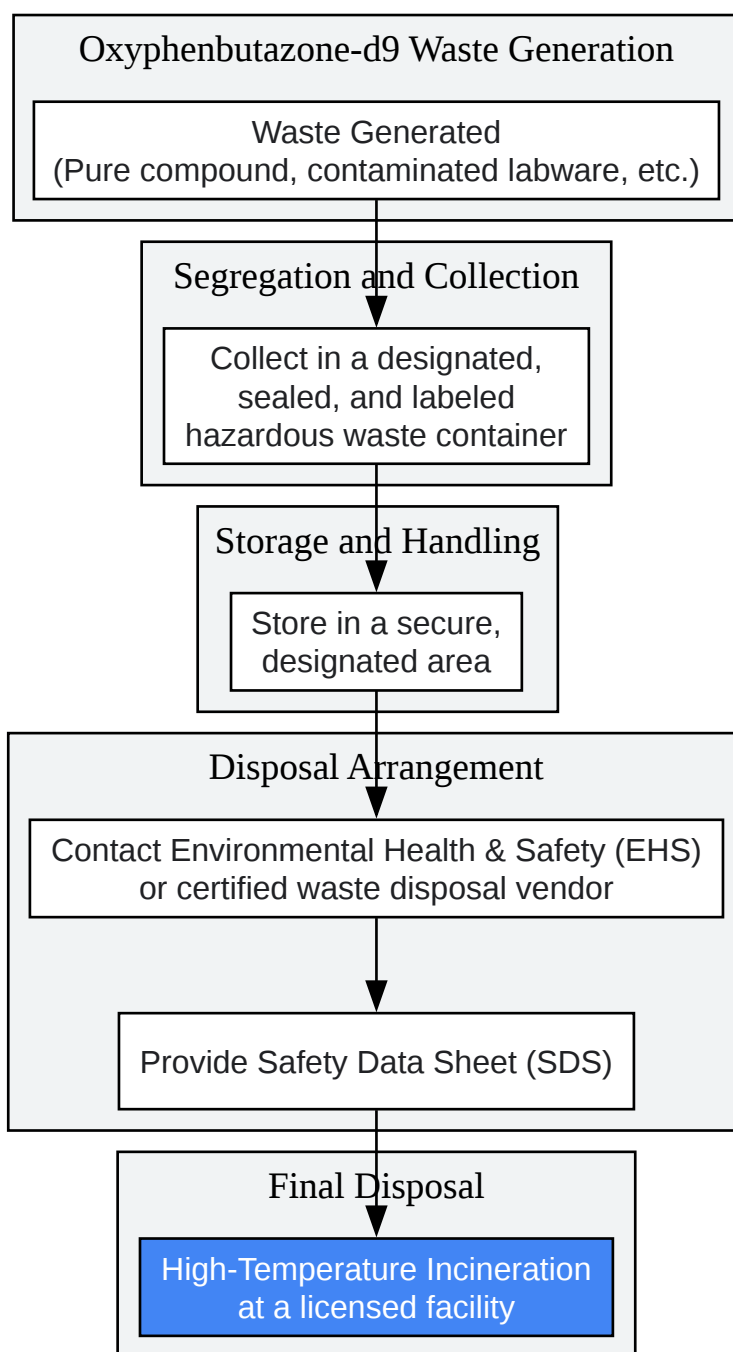 Oxyphenbutazone-d9 Waste Generation
Waste Generated
(Pure compound, contaminated labware, etc.)
Segregation and Collection
Collect in a designated,
sealed, and labeled
hazardous waste container
Storage and Handling
Store in a secure,
designated area
Disposal Arrangement
Contact Environmental Health & Safety (EHS)
or certified waste disposal vendor
Provide Safety Data Sheet (SDS)
Final Disposal
High-Temperature Incineration
at a licensed facility